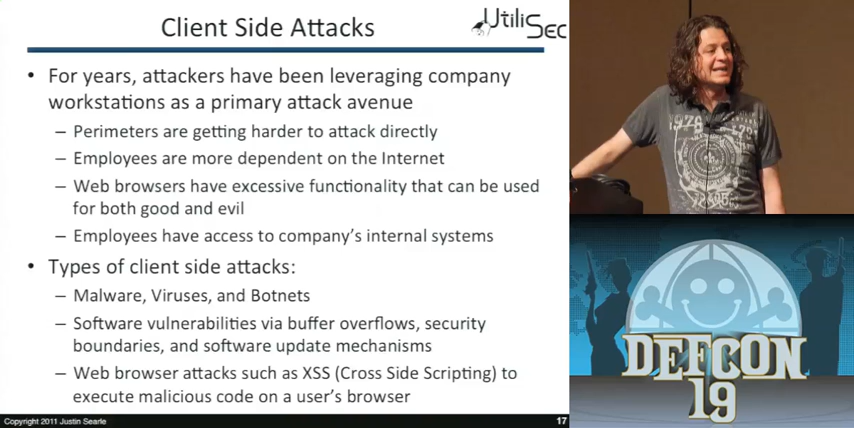 Client Side Attacks
UtiliSec
• For years, attackers have been leveraging company
workstations as a primary attack avenue
– Perimeters are getting harder to attack directly
– Employees are more dependent on the Internet
– Web browsers have excessive functionality that can be used
for both good and evil
– Employees have access to company's internal systems
• Types of client side attacks:
– Malware, Viruses, and Botnets
– Software vulnerabilities via buffer overflows, security
boundaries, and software update mechanisms
– Web browser attacks such as XSS (Cross Side Scripting) to
execute malicious code on a user's browser
Copyright 2011 Justin Searle
17
DEFCON
19